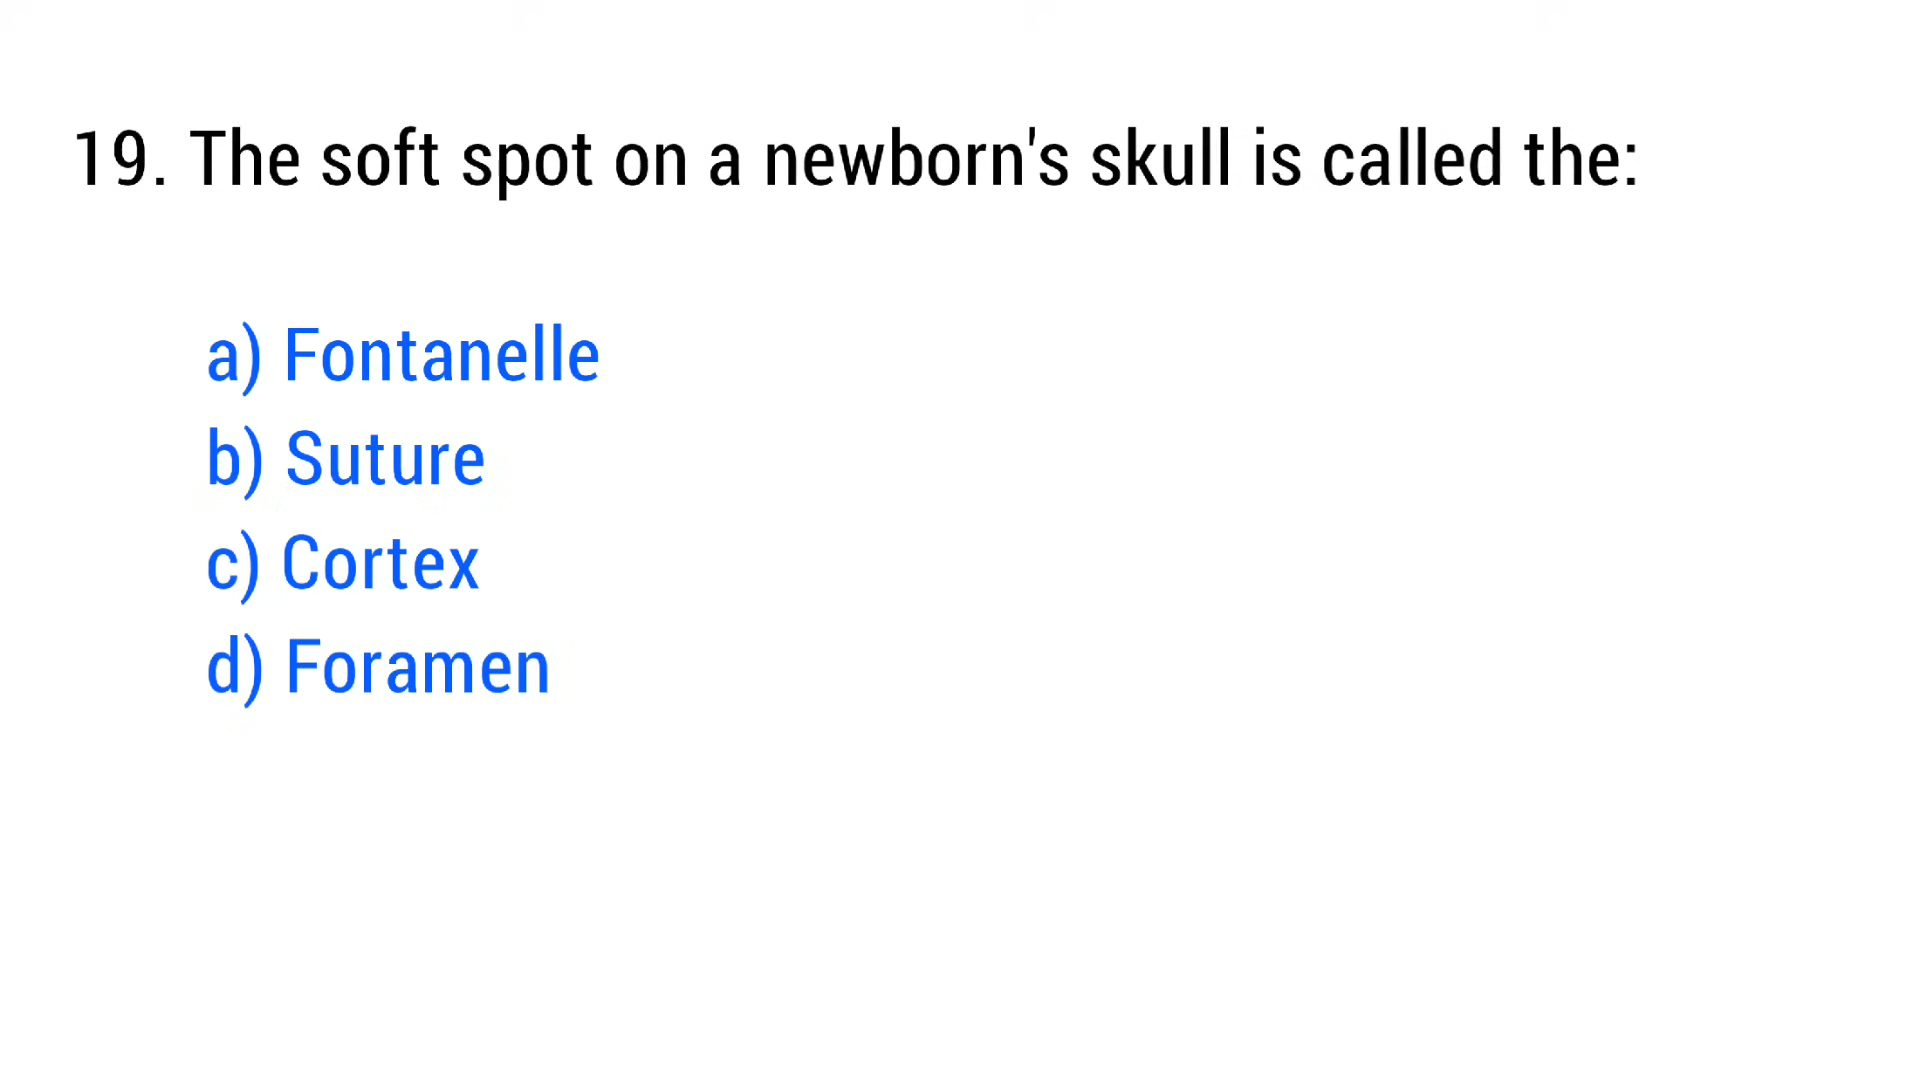 19. The soft spot on a newborn's skull is called the:
a) Fontanelle
b) Suture
c) Cortex
d) Foramen